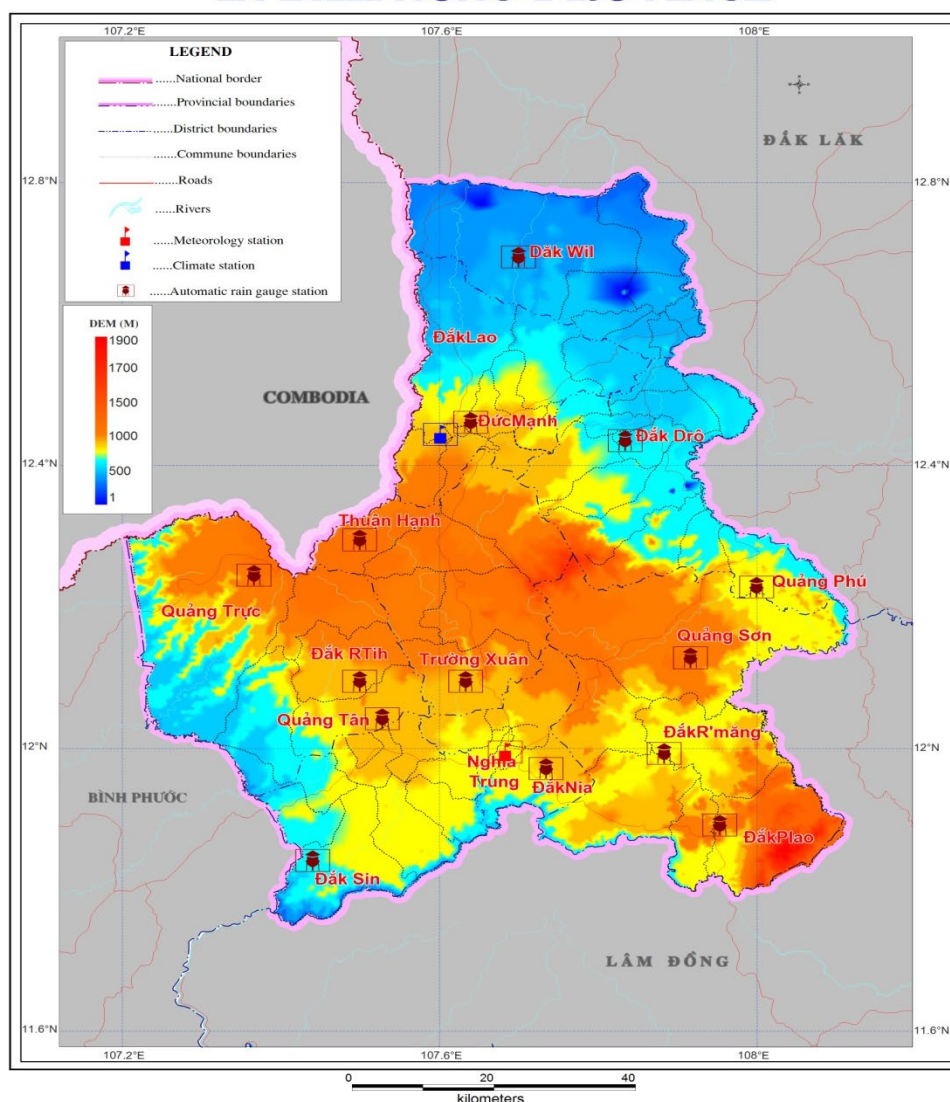 107.2°E
107.6°E
108°E
LEGEND
......National border
......Provincial boundaries
......District boundaries
......Commune boundaries
......Roads
......Rivers
......Meteorology station
......Climate station
......Automatic rain gauge station
ĐẮK LĂK
12.8°N
12.8°N
Dăk Wil
DEM (M)
1900
1700
1500
1000
500
1
ĐắkLao
COMBODIA
ĐứcMạnh
Đắk Drô
12.4°N
12.4°N
Thuận Hạnh
Quảng Phú
Quảng Trực
Quảng Sơn
Đắk RTih
Trường Xuân
Quảng Tân
ĐắkR'măng
12°N
12°N
Nghĩa
Trung
ĐắkNia
BÌNH PHƯỚC
ĐắkPlao
Đắk Sin
LÂM ĐỒNG
11.6°N
11.6°N
107.2°E
107.6°E
108°E
0 20 40
kilometers